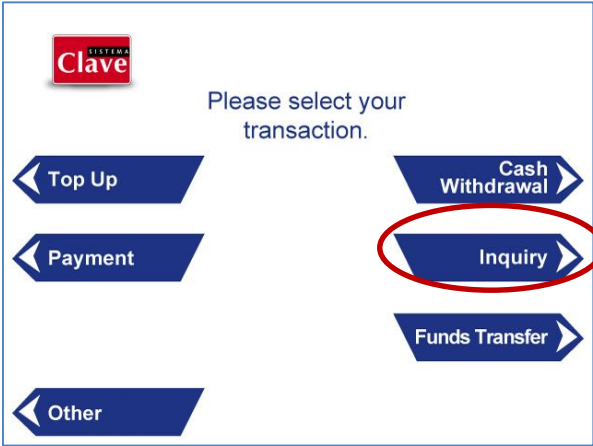 SISTEMA
Clave
Please select your
transaction.
Top Up
Cash
Withdrawal
Payment
Inquiry
Funds Transfer
Other